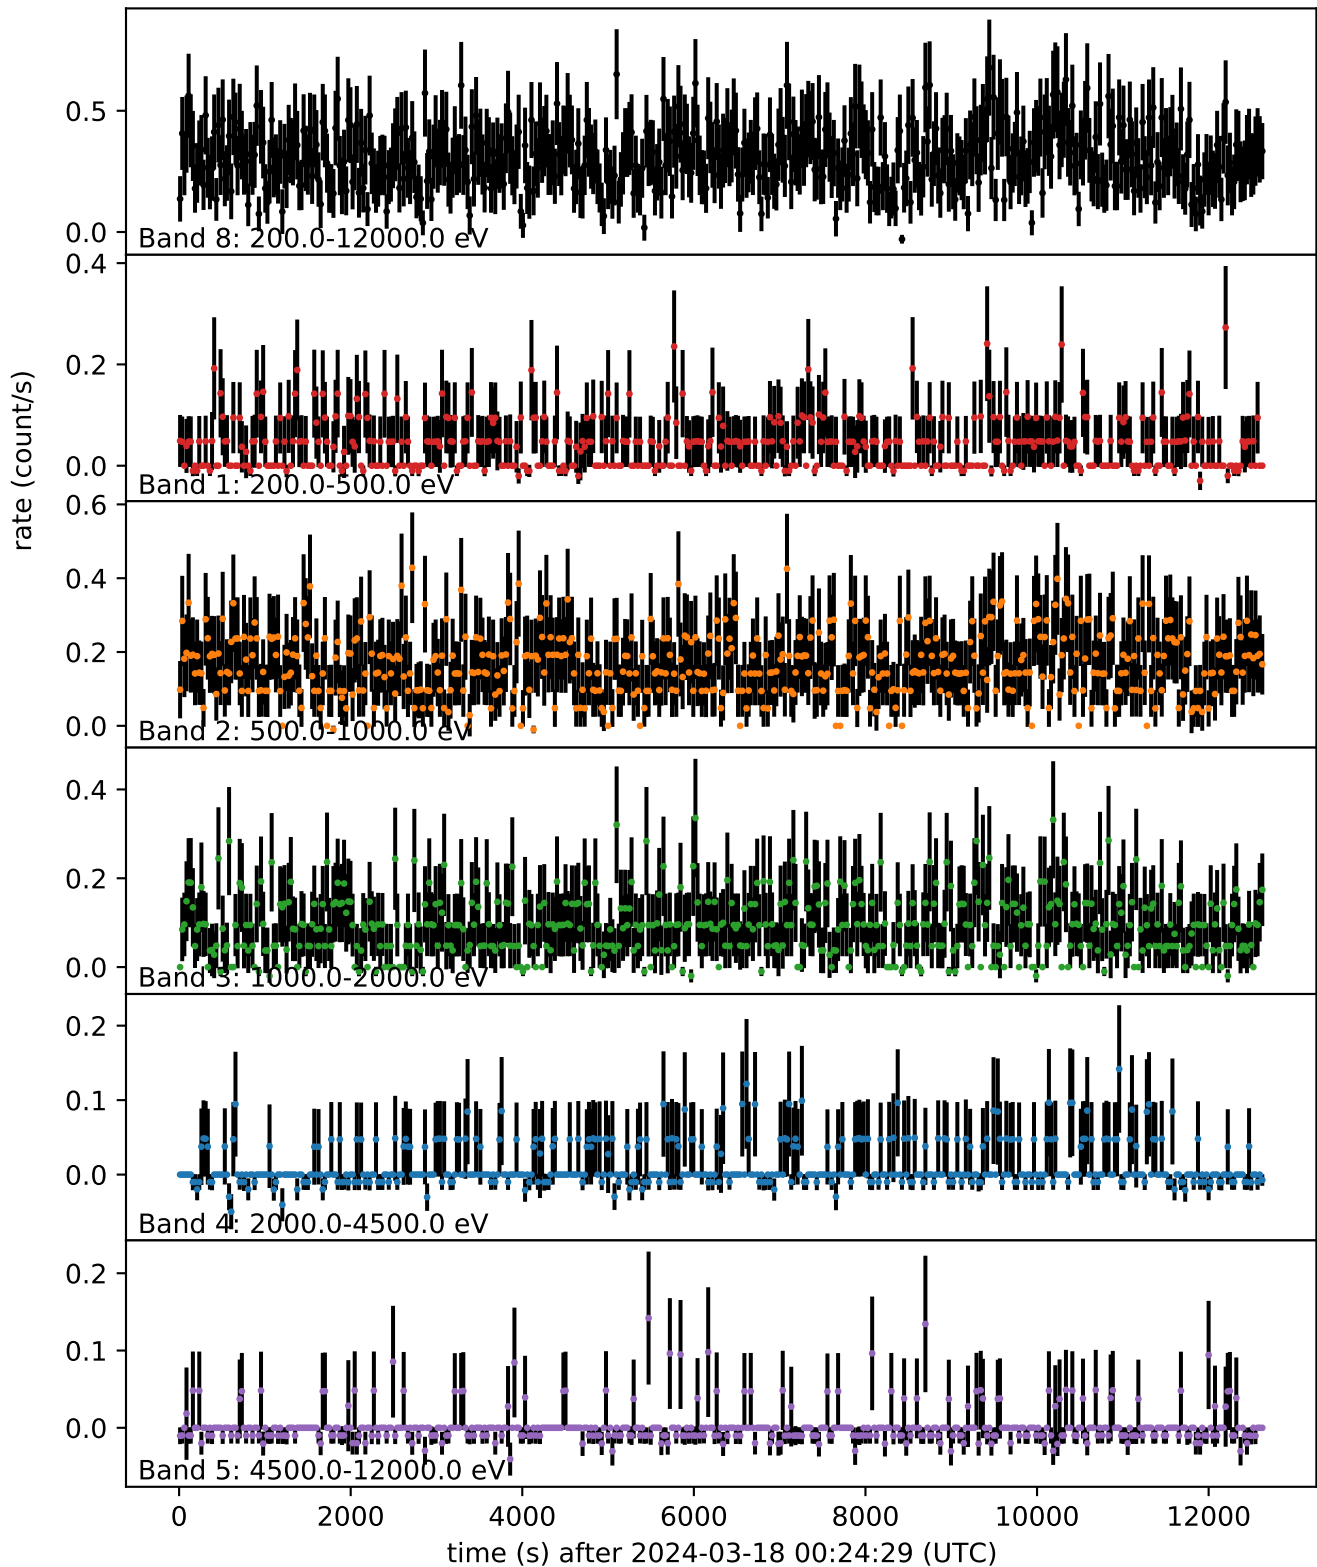 0.5
0.0
Band 8: 200.0-12000.0 eV
0.4
0.2
0.0
Band 1: 200.0-500.0 eV
rate (count/s)
0.6
0.4
0.2
0.0
Band 2: 500.0-1000.0 eV
0.4
0.2
0.0
Band 3: 1000.0-2000.0 eV
0.2
0.1
0.0
Band 4: 2000.0-4500.0 eV
0.2
0.1
0.0
Band 5: 4500.0-12000.0 eV
0 2000 4000 6000 8000 10000 12000
time (s) after 2024-03-18 00:24:29 (UTC)